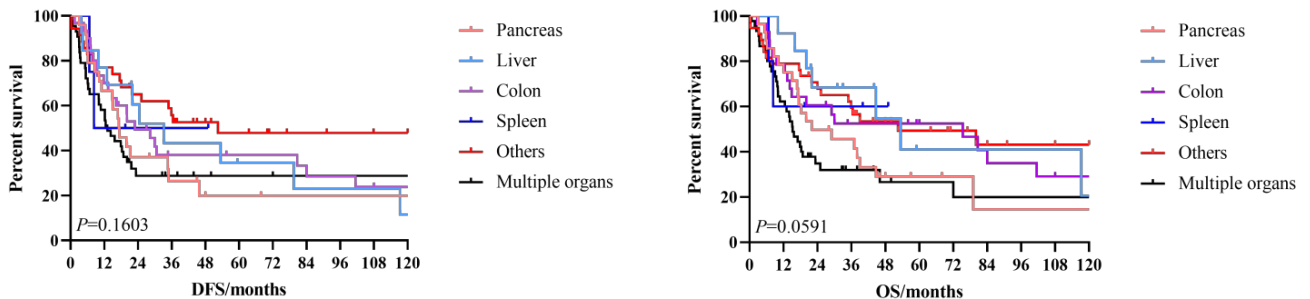 Percent survival
100
80
60
40
20
0
P=0.1603
0 12 24 36 48 60 72 84 96 108 120
DFS/months
Pancreas
Liver
Colon
Spleen
Others
Multiple organs
Percent survival
100
80
60
40
20
0
P=0.0591
0 12 24 36 48 60 72 84 96 108 120
OS/months
Pancreas
Liver
Colon
Spleen
Others
Multiple organs